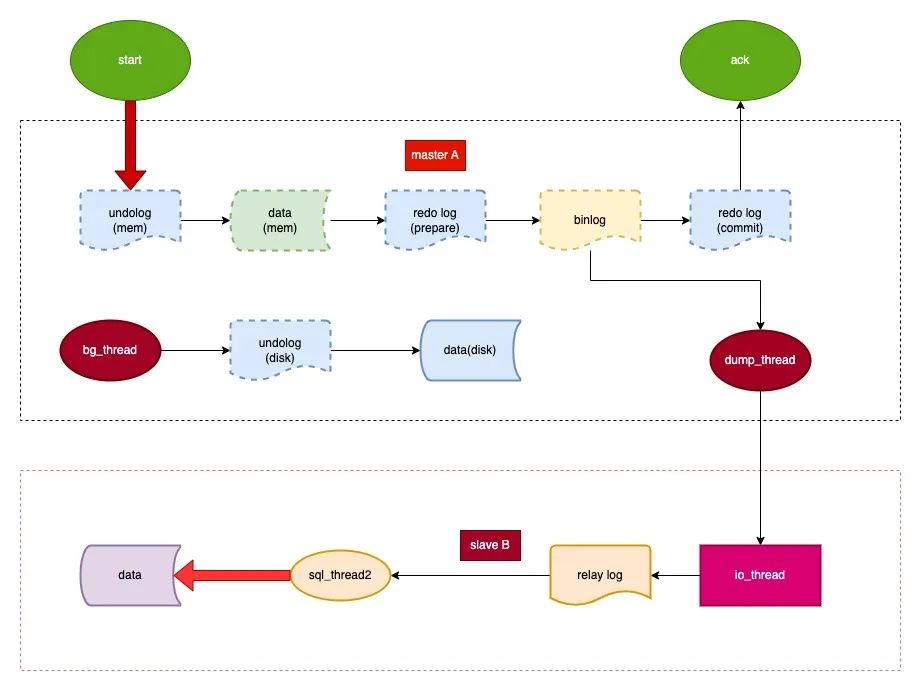 start
ack
master A
undolog
(mem)
data
(mem)
redo log
(prepare)
binlog
redo log
(commit)
bg_thread
undolog
(disk)
data(disk)
dump_thread
slave B
data
sql_thread2
relay log
io_thread